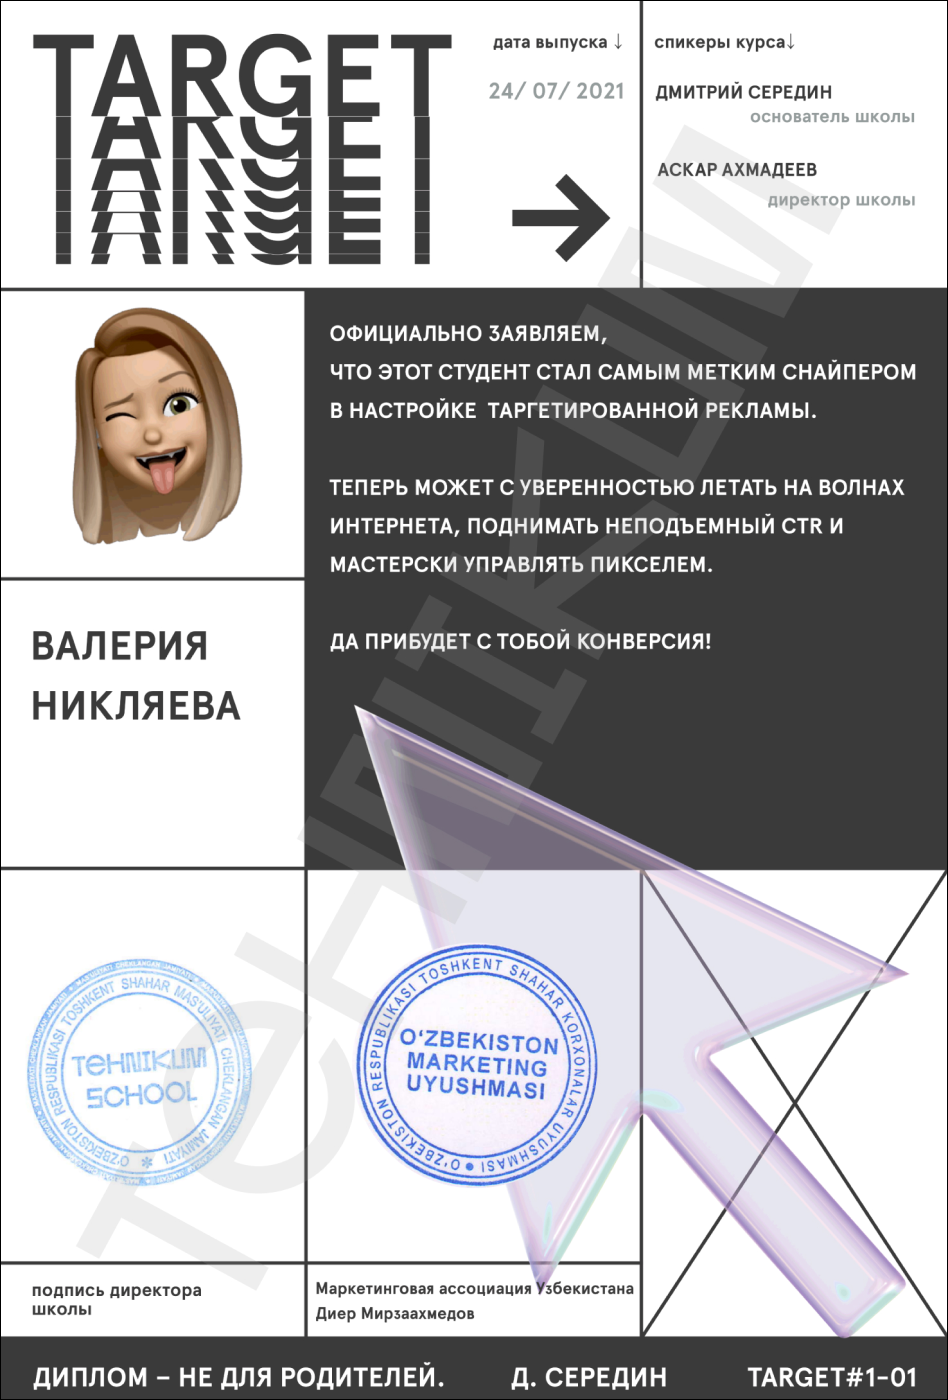 TARGET
TARGET
дата выпуска ↓
24/ 07/ 2021
спикеры курса↓
ДМИТРИЙ СЕРЕДИН
основатель школы
АСКАР АХМАДЕЕВ
директор школы
ОФИЦИАЛЬНО ЗАЯВЛЯЕМ,
ЧТО ЭТОТ СТУДЕНТ СТАЛ САМЫМ МЕТКИМ СНАЙПЕРОМ
В НАСТРОЙКЕ ТАРГЕТИРОВАННОЙ РЕКЛАМЫ.
ТЕПЕРЬ МОЖЕТ С УВЕРЕННОСТЬЮ ЛЕТАТЬ НА ВОЛНАХ
ИНТЕРНЕТА, ПОДНИМАТЬ НЕПОДЪЕМНЫЙ CTR И
МАСТЕРСКИ УПРАВЛЯТЬ ПИКСЕЛЕМ.
ДА ПРИБУДЕТ С ТОБОЙ КОНВЕРСИЯ!
ВАЛЕРИЯ
НИКЛЯЕВА
TEHNIKUM
O'ZBEKISTON RESPUBLIKASI TOSHKENT SHAHAR MAS'ULIYATI CHEKLANGAN JAMIYATI
TEHNIKUM
SCHOOL
O'ZBEKISTON RESPUBLIKASI TOSHKENT SHAHAR KORXONALAR UYUSHMASI
O'ZBEKISTON
MARKETING
UYUSHMASI
подпись директора
школы
Маркетинговая ассоциация Узбекистана
Диер Мирзаахмедов
ДИПЛОМ – НЕ ДЛЯ РОДИТЕЛЕЙ.
Д. СЕРЕДИН
TARGET#1-01